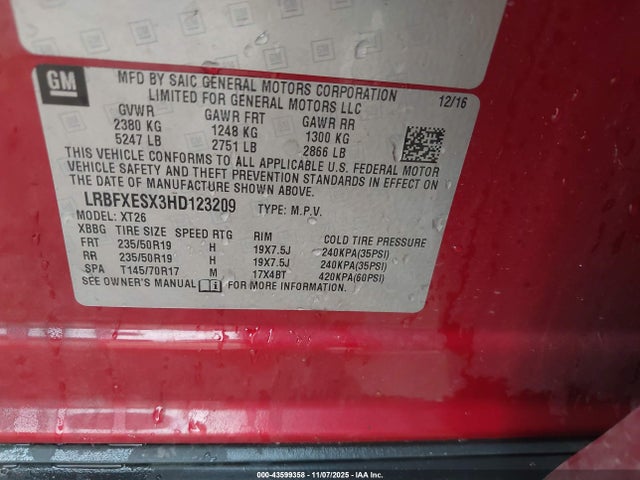 GM
MFD BY SAIC GENERAL MOTORS CORPORATION
LIMITED FOR GENERAL MOTORS LLC
12/16
GVWR GAWR FRT GAWR RR
2380 KG 1248 KG 1300 KG
5247 LB 2751 LB 2866 LB
THIS VEHICLE CONFORMS TO ALL APPLICABLE U.S. FEDERAL MOTOR
VEHICLE SAFETY AND THEFT PREVENTION STANDARDS IN EFFECT ON
THE DATE OF MANUFACTURE SHOWN ABOVE.
LRBFXESX3HD123209 TYPE: M.P.V.
MODEL: XT26
XBBG TIRE SIZE SPEED RTG RIM COLD TIRE PRESSURE
FRT 235/50R19 H 19X7.5J 240KPA(35PSI)
RR 235/50R19 H 19X7.5J 240KPA(35PSI)
SPA T145/70R17 M 17X4BT 420KPA(60PSI)
SEE OWNER'S MANUAL FOR MORE INFORMATION.
000-43599358 - 11/07/2025 - IAA Inc.